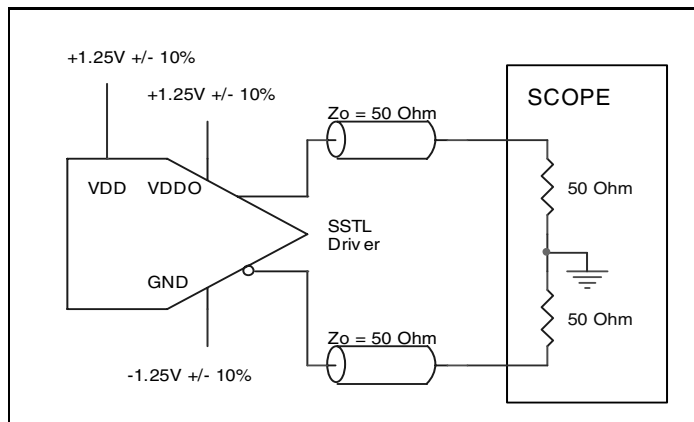 +1.25V +/- 10%
+1.25V +/- 10%
Zo = 50 Ohm
SCOPE
VDD
VDDO
50 Ohm
SSTL
Driver
GND
50 Ohm
Zo = 50 Ohm
-1.25V +/- 10%